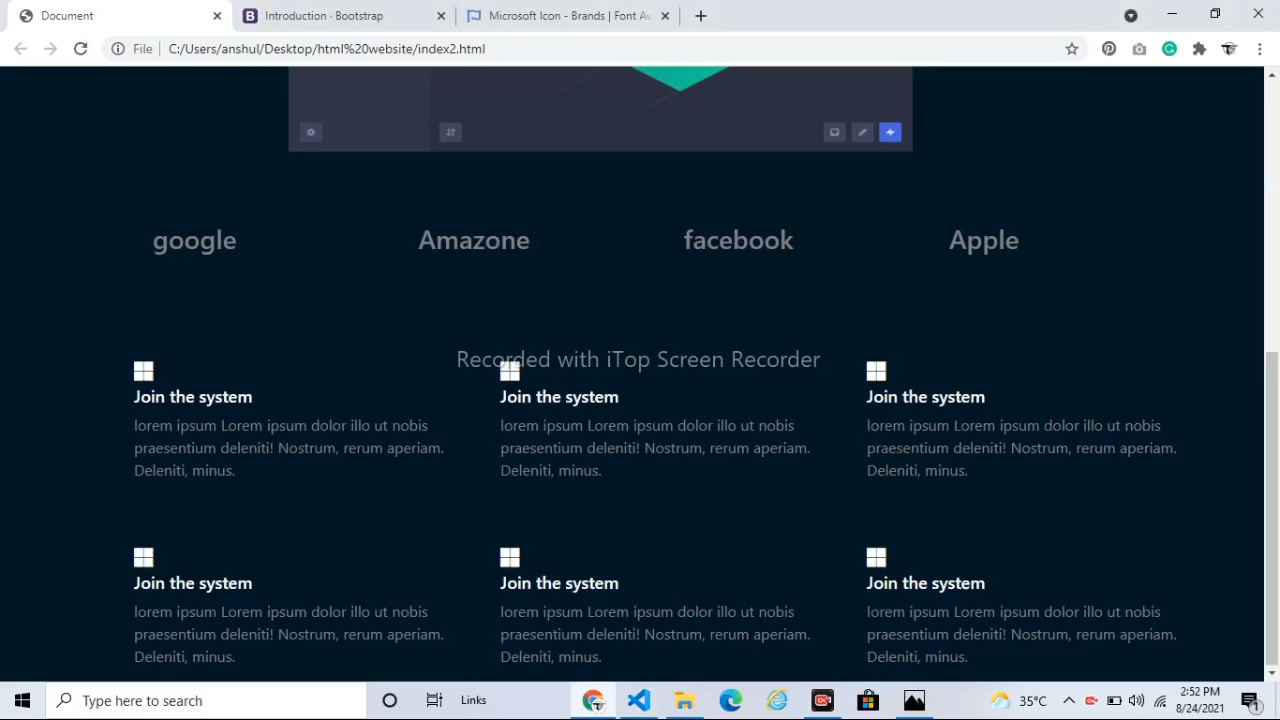 Document
Introduction · Bootstrap
Microsoft Icon - Brands | Font Aw
File
C:/Users/anshul/Desktop/html%20website/index2.html
google
Amazone
facebook
Apple
Recorded with iTop Screen Recorder
Join the system
lorem ipsum Lorem ipsum dolor illo ut nobis
praesentium deleniti! Nostrum, rerum aperiam.
Deleniti, minus.
Join the system
lorem ipsum Lorem ipsum dolor illo ut nobis
praesentium deleniti! Nostrum, rerum aperiam.
Deleniti, minus.
Join the system
lorem ipsum Lorem ipsum dolor illo ut nobis
praesentium deleniti! Nostrum, rerum aperiam.
Deleniti, minus.
Join the system
lorem ipsum Lorem ipsum dolor illo ut nobis
praesentium deleniti! Nostrum, rerum aperiam.
Deleniti, minus.
Join the system
lorem ipsum Lorem ipsum dolor illo ut nobis
praesentium deleniti! Nostrum, rerum aperiam.
Deleniti, minus.
Join the system
lorem ipsum Lorem ipsum dolor illo ut nobis
praesentium deleniti! Nostrum, rerum aperiam.
Deleniti, minus.
Type here to search
Links
35°C
2:52 PM
8/24/2021
1